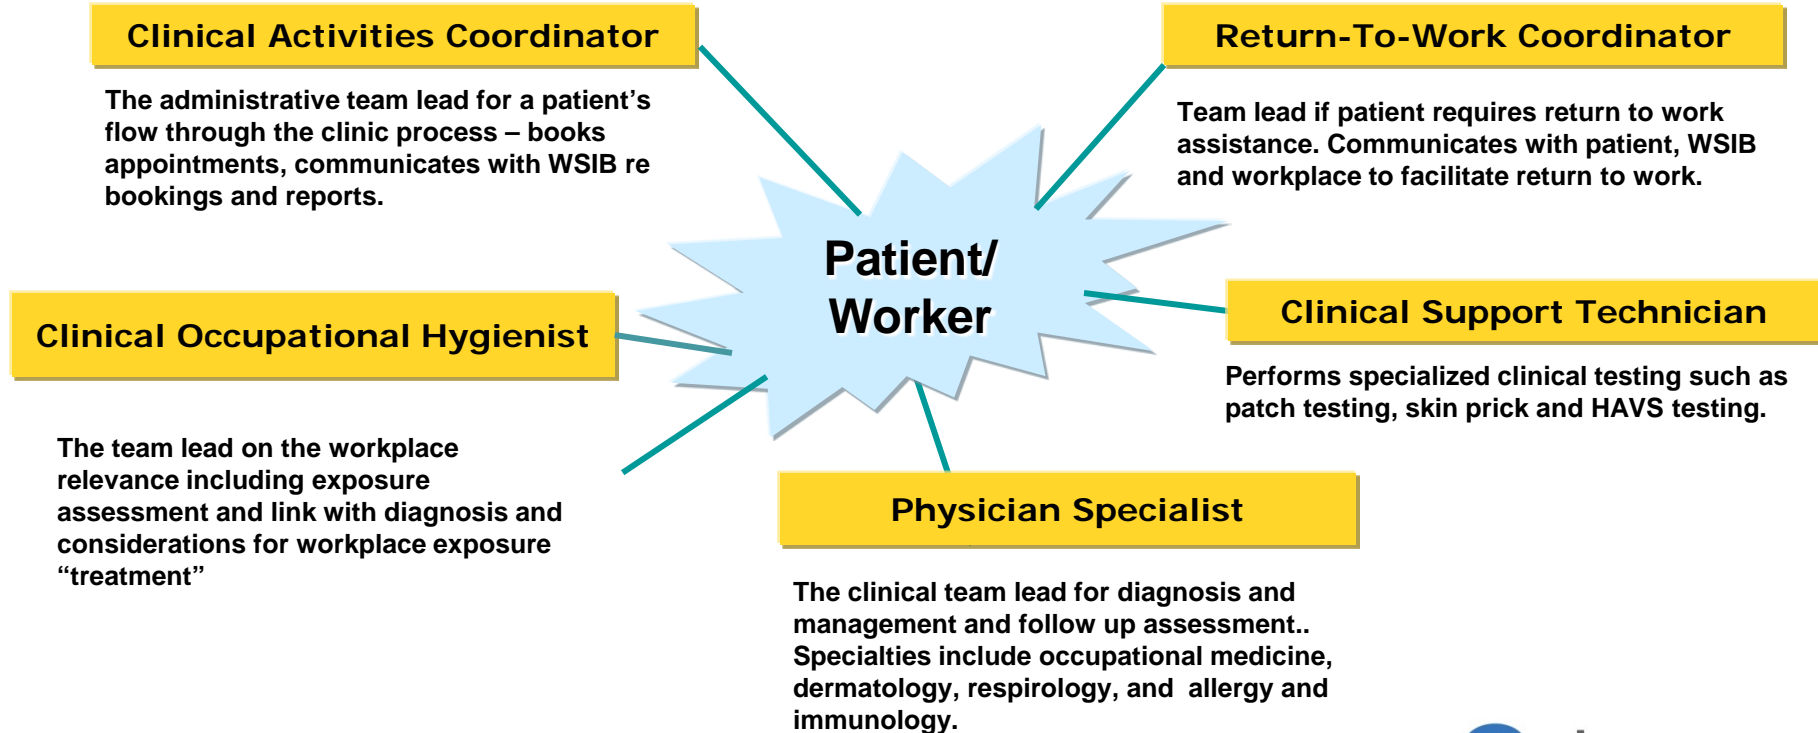 Clinical Activities Coordinator
The administrative team lead for a patient’s
flow through the clinic process – books
appointments, communicates with WSIB re
bookings and reports.
Return-To-Work Coordinator
Team lead if patient requires return to work
assistance. Communicates with patient, WSIB
and workplace to facilitate return to work.
Patient/
Worker
Clinical Occupational Hygienist
The team lead on the workplace
relevance including exposure
assessment and link with diagnosis and
considerations for workplace exposure
“treatment”
Clinical Support Technician
Performs specialized clinical testing such as
patch testing, skin prick and HAVS testing.
Physician Specialist
The clinical team lead for diagnosis and
management and follow up assessment..
Specialties include occupational medicine,
dermatology, respirology, and allergy and
immunology.